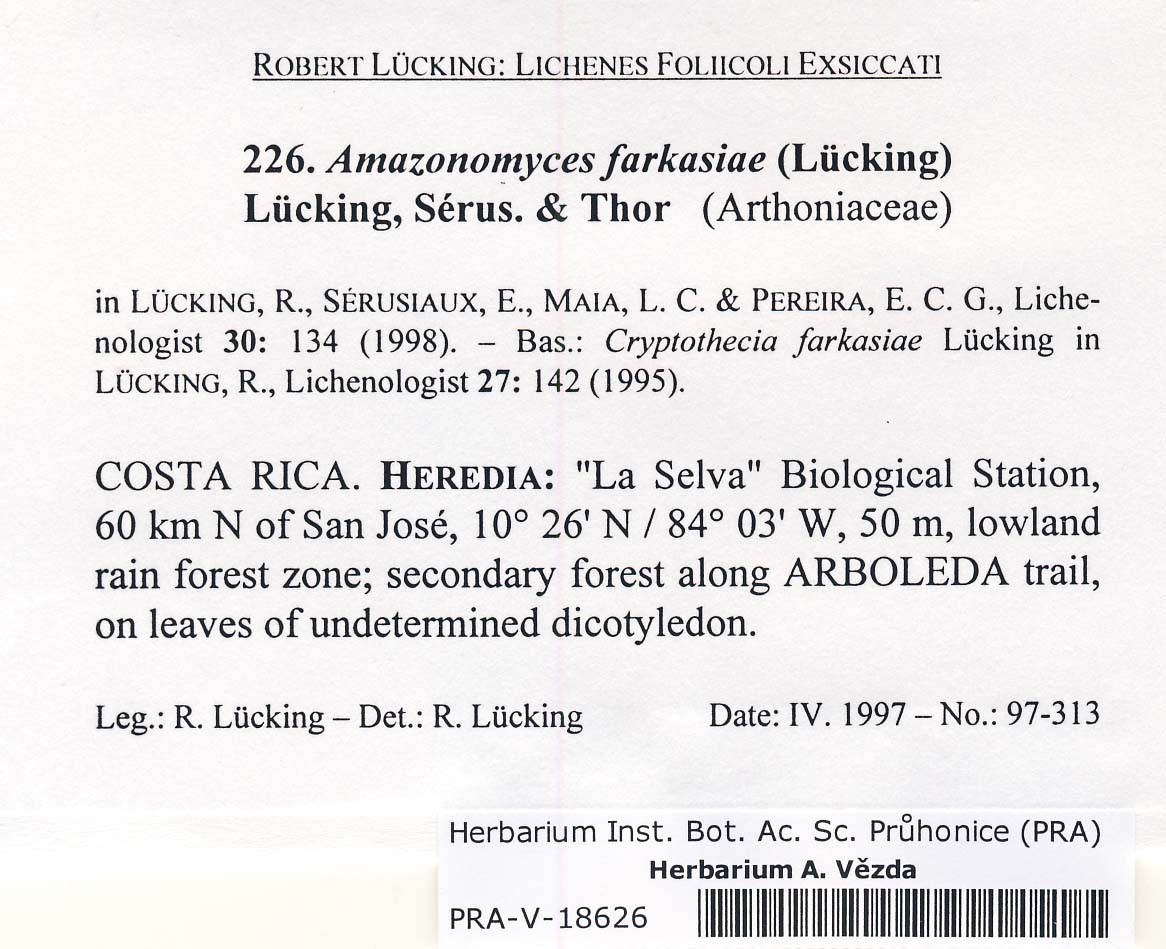 ROBERT LÜCKING: LICHENES FOLIICOLI EXSICCATI
226. Amazonomyces farkasiae (Lücking)
Lücking, Sérus. & Thor (Arthoniaceae)
in LÜCKING, R., SÉRUSIAUX, E., MAIA, L. C. & PEREIRA, E. C. G., Liche-
nologist 30: 134 (1998). – Bas.: Cryptothecia farkasiae Lücking in
LÜCKING, R., Lichenologist 27: 142 (1995).
COSTA RICA. HEREDIA: "La Selva" Biological Station,
60 km N of San José, 10° 26' N / 84° 03' W, 50 m, lowland
rain forest zone; secondary forest along ARBOLEDA trail,
on leaves of undetermined dicotyledon.
Leg.: R. Lücking – Det.: R. Lücking Date: IV. 1997 – No.: 97-313
Herbarium Inst. Bot. Ac. Sc. Průhonice (PRA)
Herbarium A. Vězda
PRA-V-18626